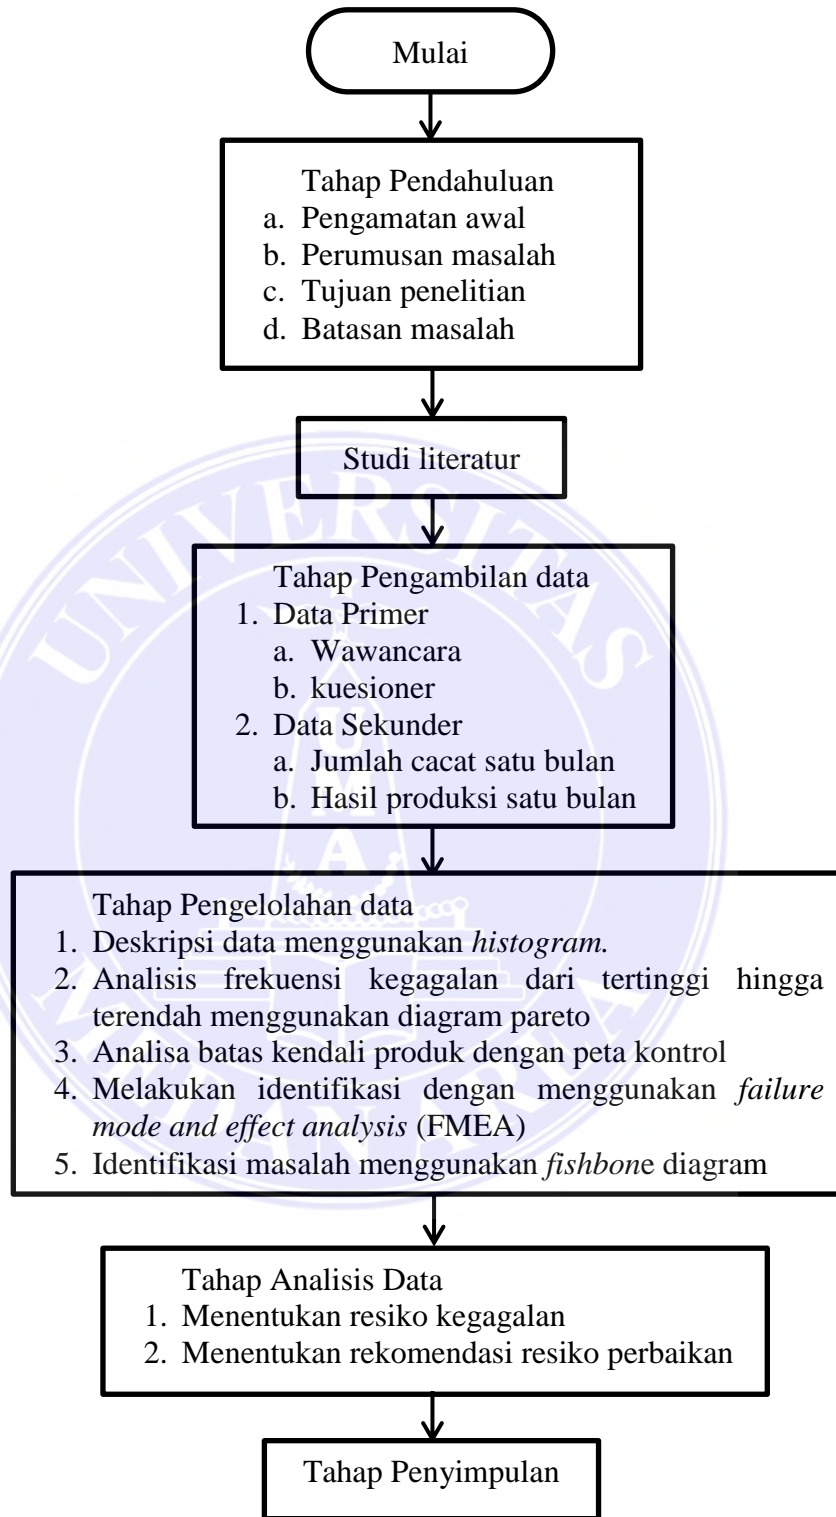 Mulai
Tahap Pendahuluan
a. Pengamatan awal
b. Perumusan masalah
c. Tujuan penelitian
d. Batasan masalah
Studi literatur
Tahap Pengambilan data
1. Data Primer
a. Wawancara
b. kuesioner
2. Data Sekunder
a. Jumlah cacat satu bulan
b. Hasil produksi satu bulan
Tahap Pengelolahan data
1. Deskripsi data menggunakan histogram.
2. Analisis frekuensi kegagalan dari tertinggi hingga
terendah menggunakan diagram pareto
3. Analisa batas kendali produk dengan peta kontrol
4. Melakukan identifikasi dengan menggunakan failure
mode and effect analysis (FMEA)
5. Identifikasi masalah menggunakan fishbone diagram
Tahap Analisis Data
1. Menentukan resiko kegagalan
2. Menentukan rekomendasi resiko perbaikan
Tahap Penyimpulan
UNIVERSITAS
UMA
MEDAN AREA